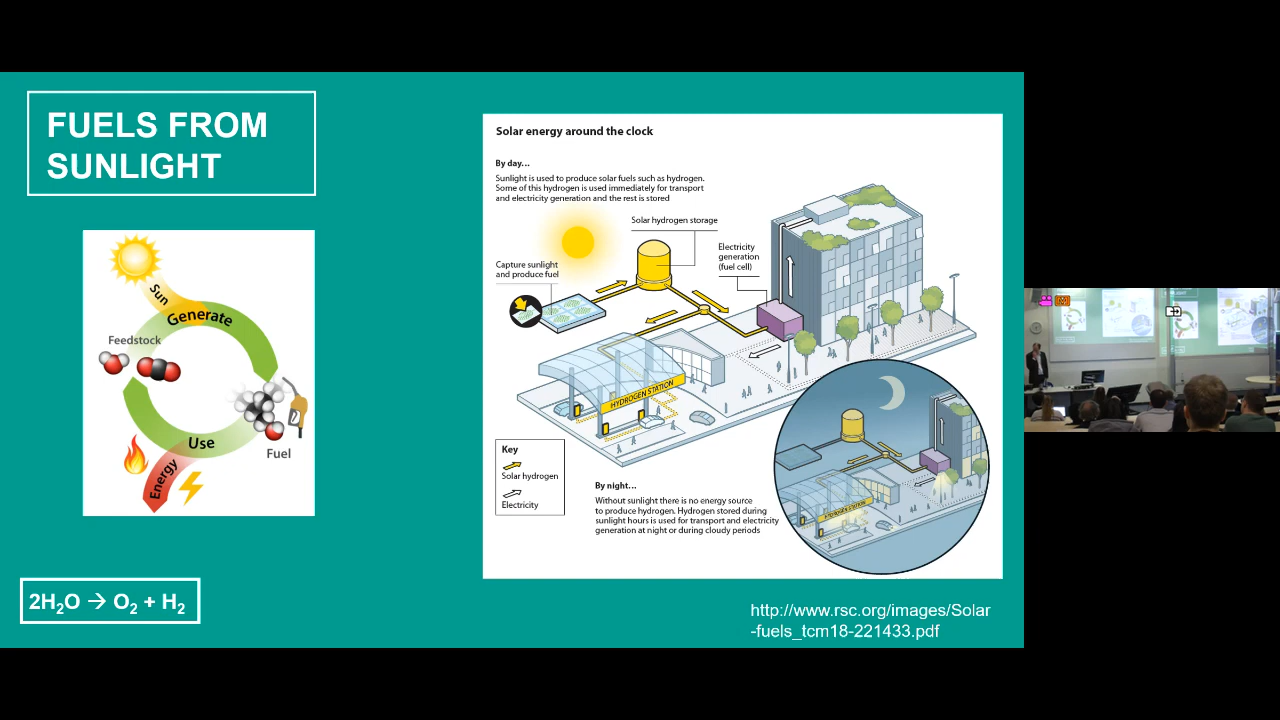 FUELS FROM
SUNLIGHT
Sun
Generate
Feedstock
Use
Fuel
Energy
2H₂O → O₂ + H₂
Solar energy around the clock
By day...
Sunlight is used to produce solar fuels such as hydrogen.
Some of this hydrogen is used immediately for transport
and electricity generation and the rest is stored
Solar hydrogen storage
Electricity
generation
(fuel cell)
Capture sunlight
and produce fuel
HYDROGEN STATION
Key
Solar hydrogen
Electricity
By night...
Without sunlight there is no energy source
to produce hydrogen. Hydrogen stored during
sunlight hours is used for transport and electricity
generation at night or during cloudy periods
HYDROGEN STATION
http://www.rsc.org/images/Solar
-fuels_tcm18-221433.pdf